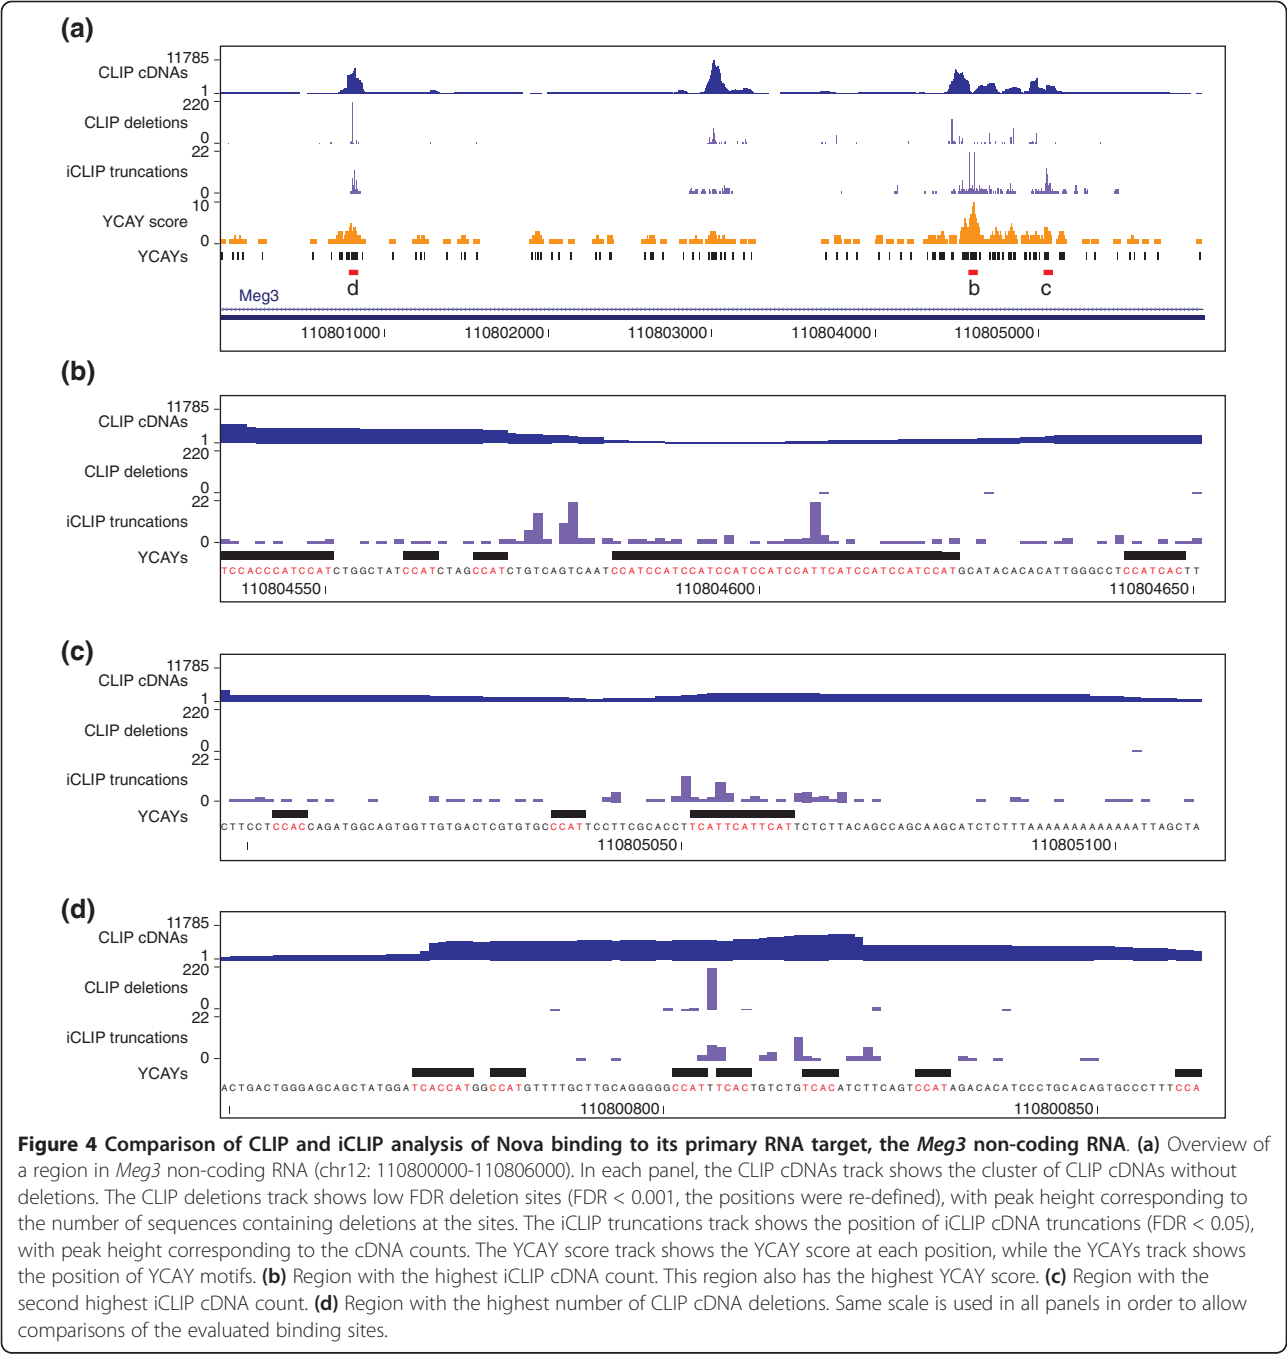 (a)
11785
CLIP cDNAs
1
220
CLIP deletions
0
22
iCLIP truncations
0
10
YCAY score
0
YCAYs
d
b
c
Meg3
110801000
110802000
110803000
110804000
110805000
(b)
11785
CLIP cDNAs
1
220
CLIP deletions
0
22
iCLIP truncations
0
YCAYs
TCCACCCATCCATCTGGCTATCCATCTAGCCATCTGTCAGTCAATCCATCCATCCATCCATCCATCCATTCATCCATCCATCCATGCATACACACATTGGGCCTCCATCACTT
110804550
110804600
110804650
(c)
11785
CLIP cDNAs
1
220
CLIP deletions
0
22
iCLIP truncations
0
YCAYs
CTTCCTCCACCAGATGGCAGTGGTTGTGACTCGTGTGCCCATTCCTTCGCACCTTCATTCATTCATTCTCTTACAGCCAGCAAGCATCTCTTTAAAAAAAAAAAAATTAGCTA
110805050
110805100
(d)
11785
CLIP cDNAs
1
220
CLIP deletions
0
22
iCLIP truncations
0
YCAYs
ACTGACTGGGAGCAGCTATGGATCACCATGGCCATGTTTTGCTTGCAGGGGGCCATTTCACTGTCTGTCACATCTTCAGTCCATAGACACATCCCTGCACAGTGCCCTTTCCA
110800800
110800850
Figure 4 Comparison of CLIP and iCLIP analysis of Nova binding to its primary RNA target, the Meg3 non-coding RNA. (a) Overview of
a region in Meg3 non-coding RNA (chr12: 110800000-110806000). In each panel, the CLIP cDNAs track shows the cluster of CLIP cDNAs without
deletions. The CLIP deletions track shows low FDR deletion sites (FDR < 0.001, the positions were re-defined), with peak height corresponding to
the number of sequences containing deletions at the sites. The iCLIP truncations track shows the position of iCLIP cDNA truncations (FDR < 0.05),
with peak height corresponding to the cDNA counts. The YCAY score track shows the YCAY score at each position, while the YCAYs track shows
the position of YCAY motifs. (b) Region with the highest iCLIP cDNA count. This region also has the highest YCAY score. (c) Region with the
second highest iCLIP cDNA count. (d) Region with the highest number of CLIP cDNA deletions. Same scale is used in all panels in order to allow
comparisons of the evaluated binding sites.